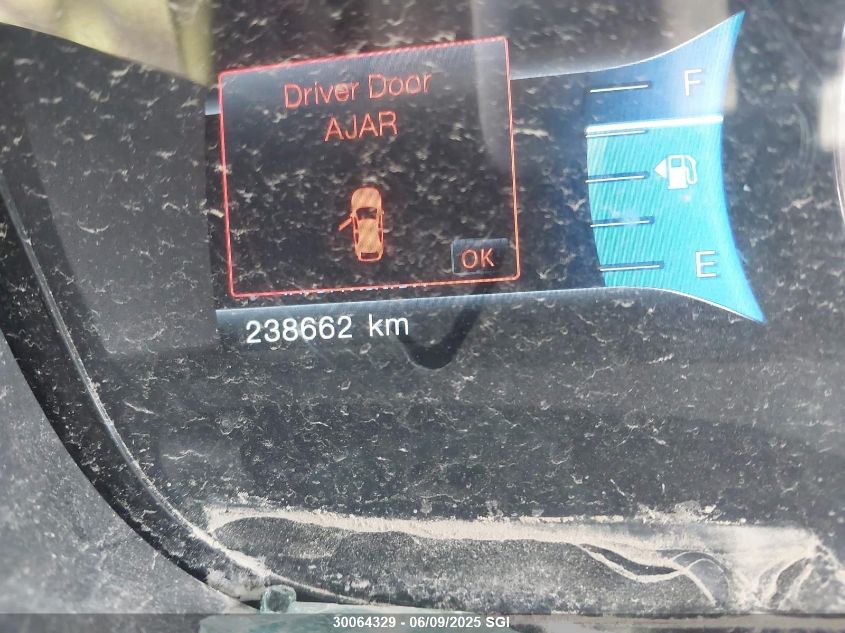 Driver Door
AJAR
F
E
OK
238662 km
30064329 - 06/09/2025 SGI